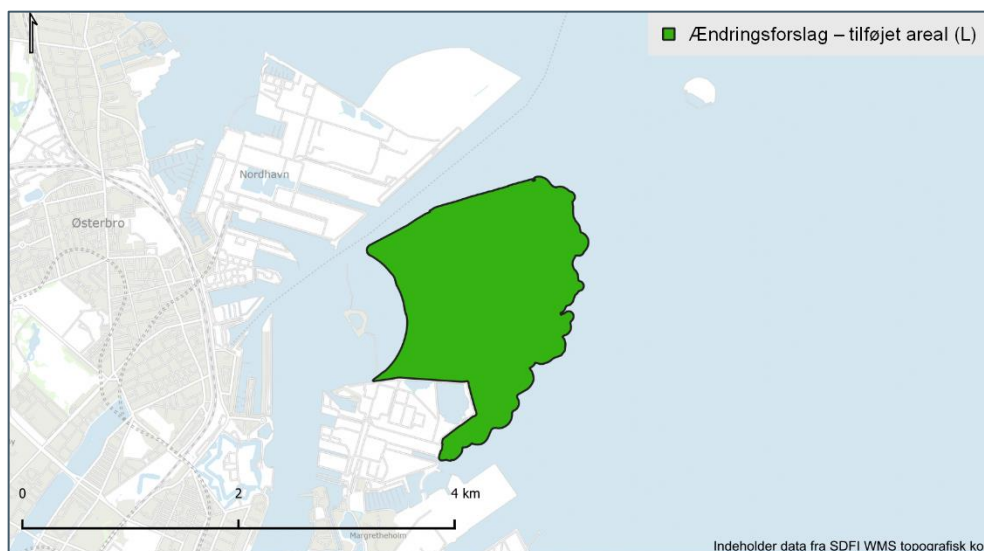 Ændringsforslag – tilføjet areal (L)
Nordhavn
Østerbro
0 2 4 km
Margretheholm
Indeholder data fra SDFI WMS topografisk ko